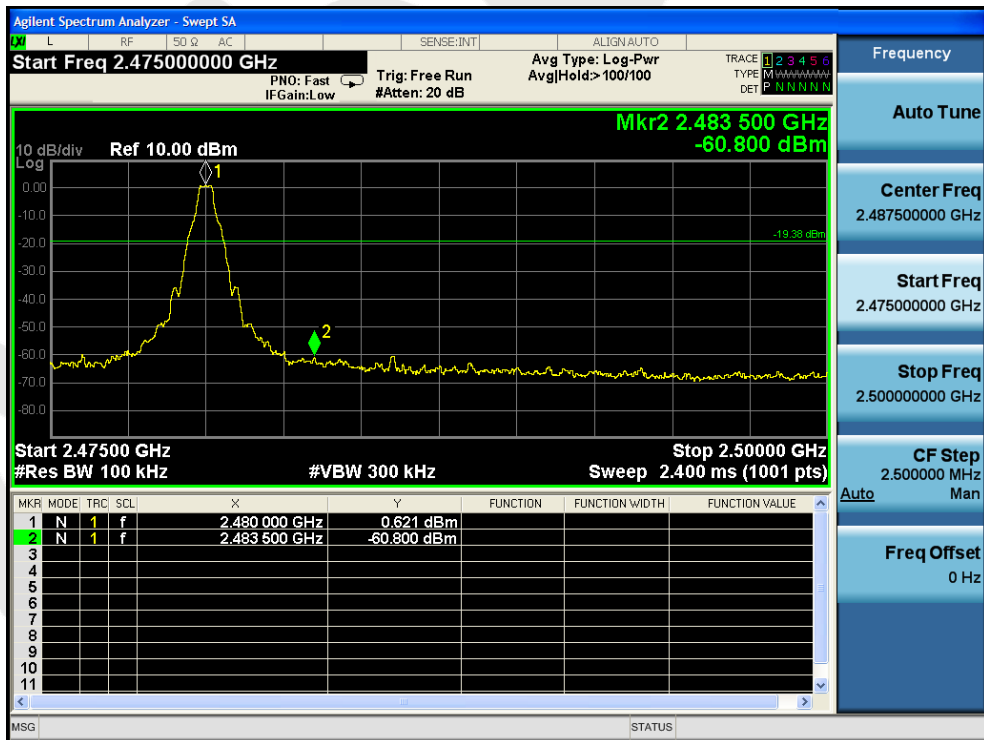 Agilent Spectrum Analyzer - Swept SA
LXI L RF 50 Ω AC SENSE:INT ALIGN AUTO
Start Freq 2.475000000 GHz
PNO: Fast
IFGain:Low
Trig: Free Run
#Atten: 20 dB
Avg Type: Log-Pwr
Avg|Hold:> 100/100
TRACE 1 2 3 4 5 6
TYPE M
DET P N N N N N
Mkr2 2.483 500 GHz
-60.800 dBm
10 dB/div Ref 10.00 dBm
Log
1
0.00
-10.0
-19.38 dBm
-20.0
-30.0
-40.0
-50.0
2
-60.0
-70.0
-80.0
Start 2.47500 GHz Stop 2.50000 GHz
#Res BW 100 kHz #VBW 300 kHz Sweep 2.400 ms (1001 pts)
MKR MODE TRC SCL X Y FUNCTION FUNCTION WIDTH FUNCTION VALUE
1 N 1 f 2.480 000 GHz 0.621 dBm
2 N 1 f 2.483 500 GHz -60.800 dBm
3
4
5
6
7
8
9
10
11
MSG STATUS
Frequency
Auto Tune
Center Freq
2.487500000 GHz
Start Freq
2.475000000 GHz
Stop Freq
2.500000000 GHz
CF Step
2.500000 MHz
Auto Man
Freq Offset
0 Hz